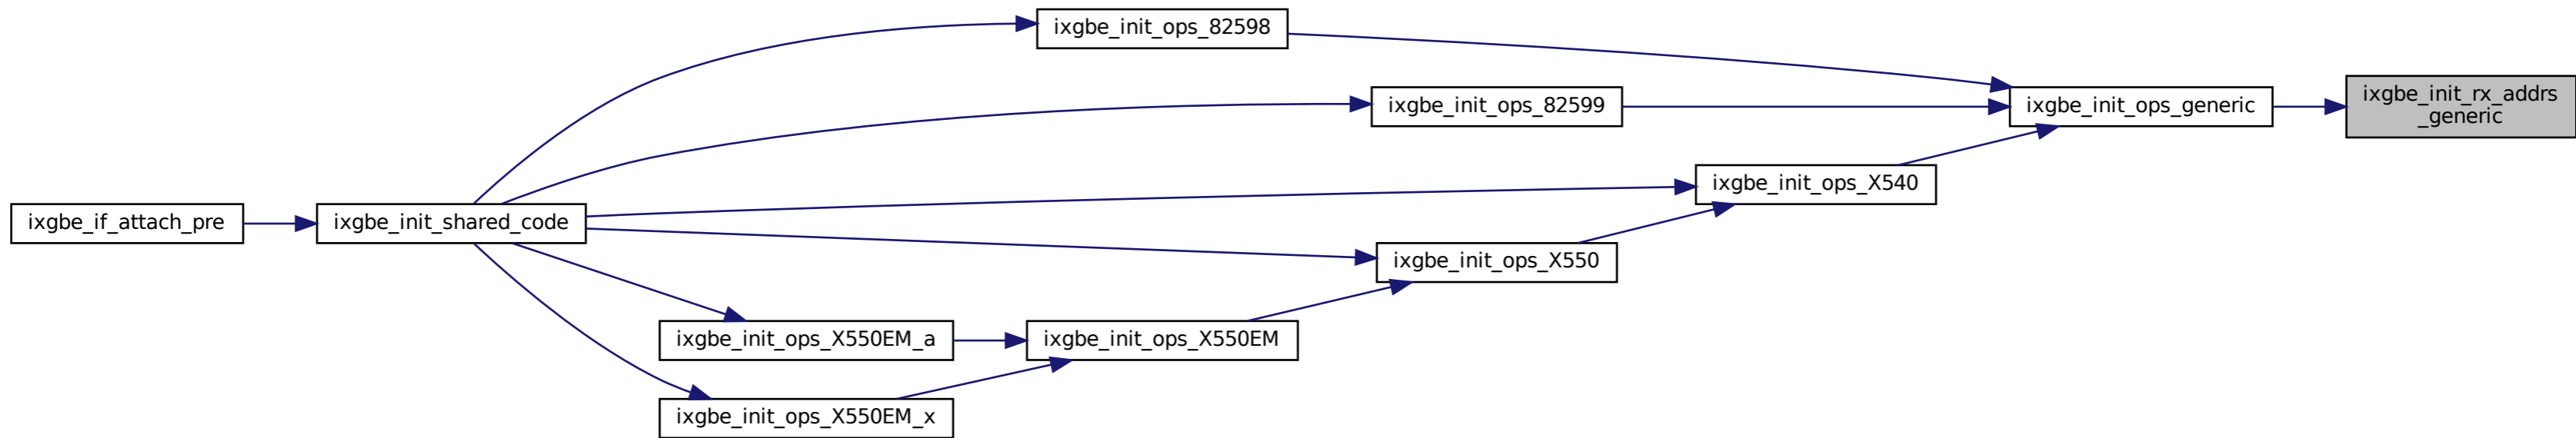 ixgbe_init_ops_82598
ixgbe_init_ops_82599
ixgbe_init_ops_generic
ixgbe_init_rx_addrs
_generic
ixgbe_init_ops_X540
ixgbe_if_attach_pre
ixgbe_init_shared_code
ixgbe_init_ops_X550
ixgbe_init_ops_X550EM_a
ixgbe_init_ops_X550EM
ixgbe_init_ops_X550EM_x